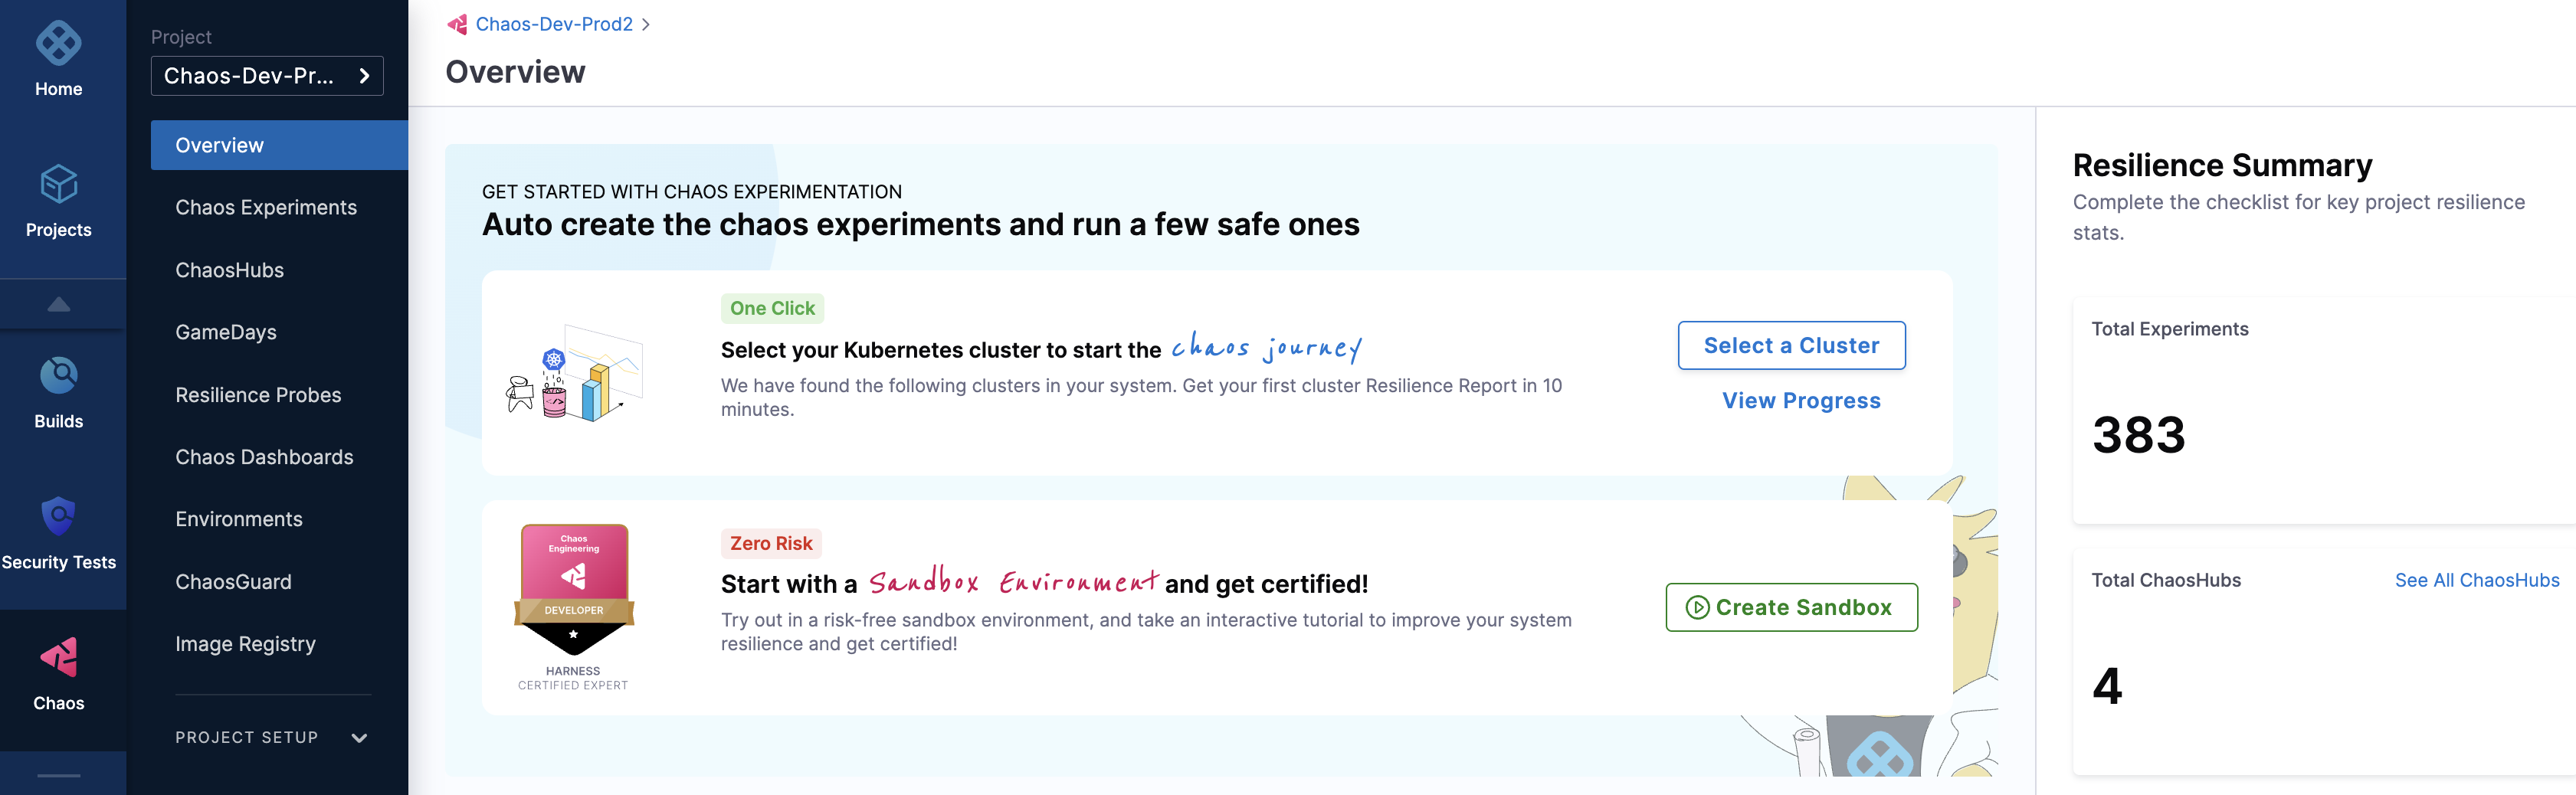 Home
Projects
Builds
Security Tests
Chaos
Project
Chaos-Dev-Pr...
Overview
Chaos Experiments
ChaosHubs
GameDays
Resilience Probes
Chaos Dashboards
Environments
ChaosGuard
Image Registry
PROJECT SETUP
Chaos-Dev-Prod2
Overview
GET STARTED WITH CHAOS EXPERIMENTATION
Auto create the chaos experiments and run a few safe ones
One Click
Select your Kubernetes cluster to start the chaos journey
We have found the following clusters in your system. Get your first cluster Resilience Report in 10
minutes.
Select a Cluster
View Progress
Chaos
Engineering
DEVELOPER
HARNESS
CERTIFIED EXPERT
Zero Risk
Start with a Sandbox Environment and get certified!
Try out in a risk-free sandbox environment, and take an interactive tutorial to improve your system
resilience and get certified!
Create Sandbox
Resilience Summary
Complete the checklist for key project resilience
stats.
Total Experiments
383
Total ChaosHubs
See All ChaosHubs
4